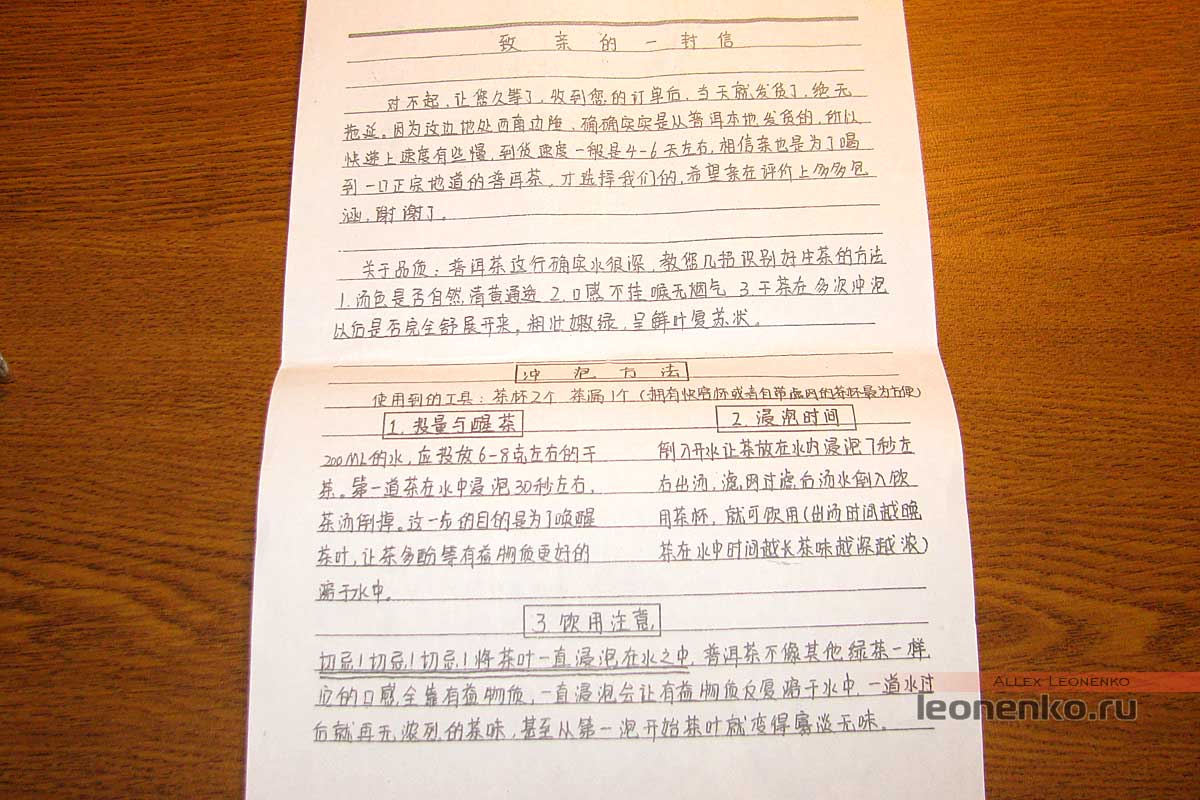 致亲的一封信
对不起，让您久等了，收到您的订单后，当天就发货了，绝无
拖延。因为这边地处西南边陲，确确实实是从普洱本地发货的，所以
快递上速度有些慢，到货速度一般是4-6天左右，相信亲也是为了喝
到一口正宗地道的普洱茶，才选择我们的，希望亲在评价上多多包
涵，谢谢了。
关于品质：普洱茶这行确实水很深，教您几招识别好生茶的方法
1.汤色是否自然，清黄通透 2.口感不挂喉无烟气 3.干茶在多次冲泡
以后是否完全舒展开来。粗壮嫩绿，呈鲜叶复苏状。
冲泡方法
使用到的工具：茶杯2个 茶漏1个（拥有快客杯或者自带虑网的茶杯最为方便）
1.投量与醒茶
200ML的水，应投放6-8克左右的干
茶。第一道茶在水中浸泡30秒左右，
茶汤倒掉。这一步的目的是为了唤醒
茶叶，让茶多酚等有益物质更好的
溶于水中。
2.浸泡时间
倒入开水让茶放在水内浸泡7秒左
右出汤，滤网过滤后汤水倒入饮
用茶杯，就可饮用（出汤时间越晚
茶在水中时间越长茶味越深越浓）
3.饮用注意
切忌！切忌！切忌！将茶叶一直浸泡在水之中，普洱茶不像其他绿茶一样，
它的口感全靠有益物质，一直浸泡会让有益物质反复溶于水中，一道水过
后就再无浓烈的茶味，甚至从第一泡开始茶叶就变得寡淡无味。
ALLEX LEONENKO
leonenko.ru